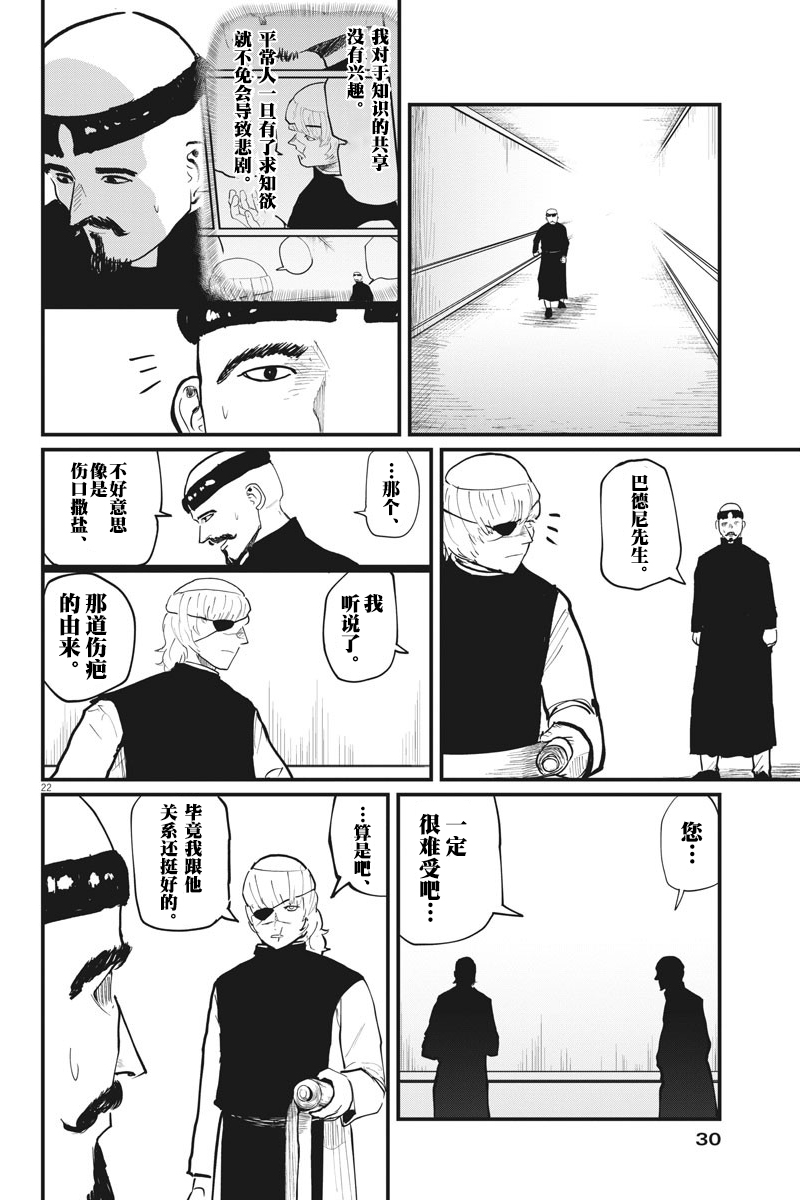 我对于知识的共享
没有兴趣。
平常人一旦有了求知欲
就不免会导致悲剧。
巴德尼先生。
…那个、
不好意思
像是
伤口撒盐、
我
听说了。
那道伤疤
的由来。
22
您…
一定
很难受吧…
…算是吧、
毕竟我跟他
关系还挺好的。
30